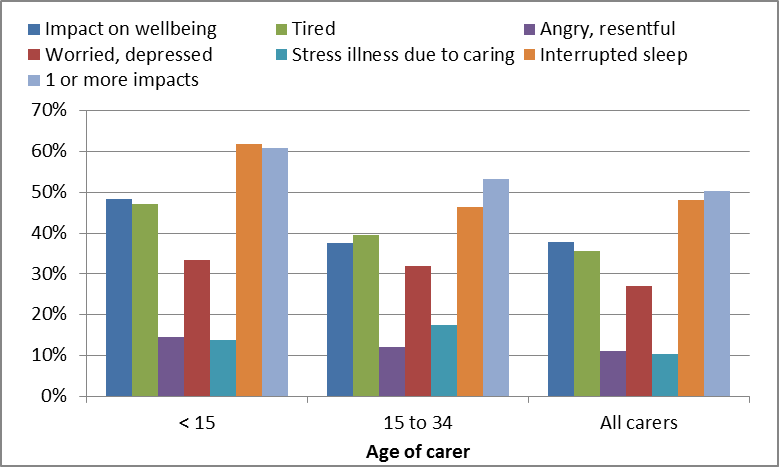 Impact on wellbeing Tired Angry, resentful
Worried, depressed Stress illness due to caring Interrupted sleep
1 or more impacts
70%
60%
50%
40%
30%
20%
10%
0%
< 15 15 to 34 All carers
Age of carer